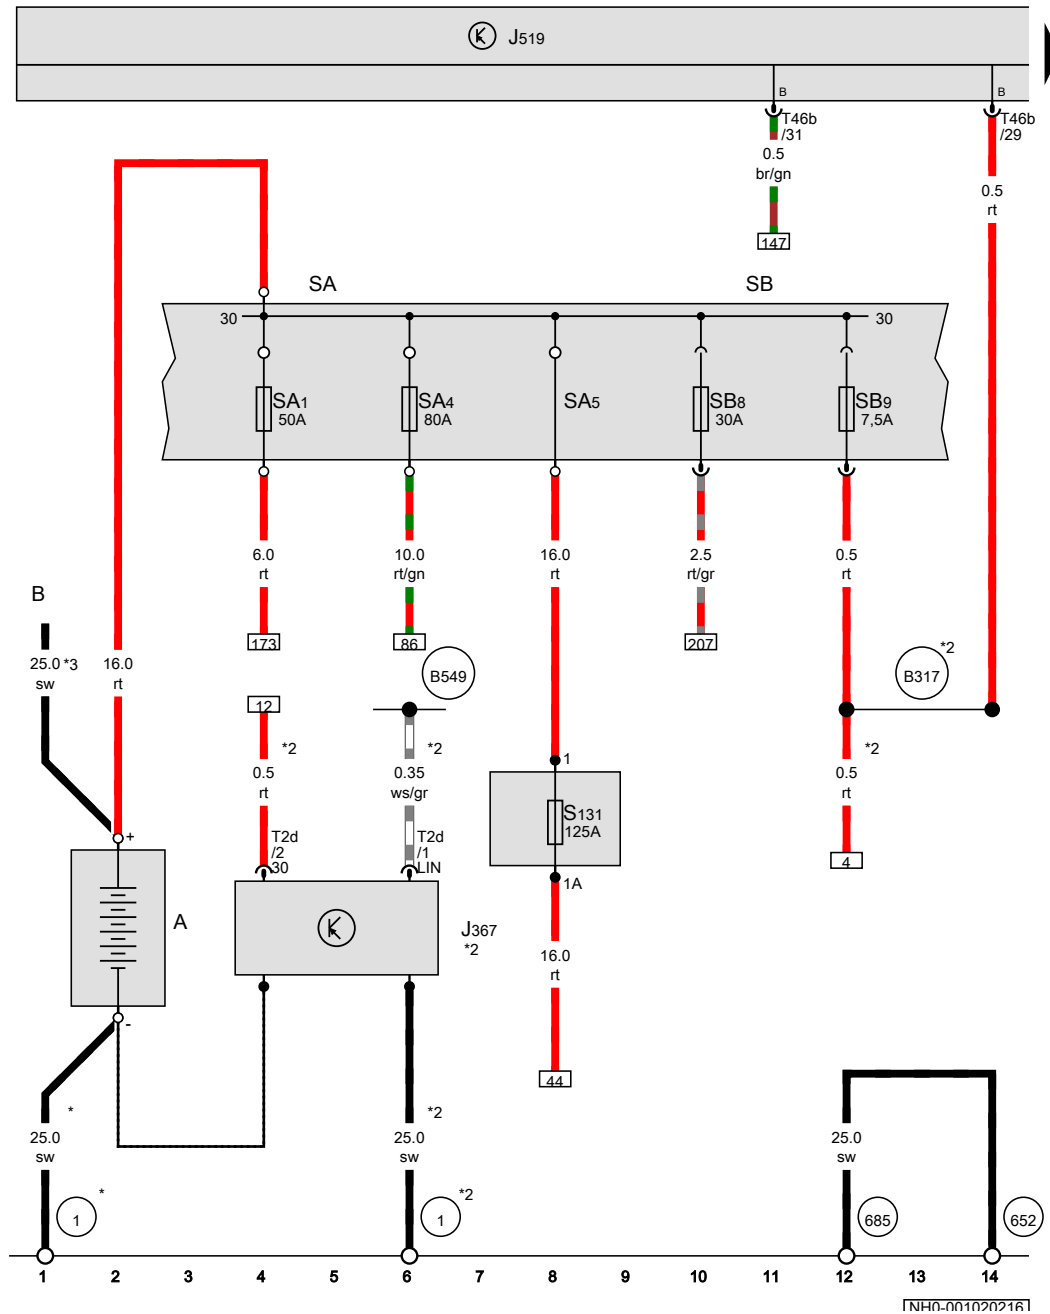 J519
B
B
T46b
/31
T46b
/29
0.5
br/gn
0.5
rt
147
SA
SB
30
30
SA1
50A
SA4
80A
SA5
SB8
30A
SB9
7,5A
6.0
rt
10.0
rt/gn
16.0
rt
2.5
rt/gr
0.5
rt
B
173
86
207
25.0 *3
sw
16.0
rt
B549
B317
*2
12
*2
*2
*2
0.5
rt
0.35
ws/gr
1
0.5
rt
S131
125A
+
T2d
/2
30
T2d
/1
LIN
4
1A
A
J367
*2
16.0
rt
-
44
*
*2
25.0
sw
25.0
sw
25.0
sw
*
1
*2
1
685
652
1 2 3 4 5 6 7 8 9 10 11 12 13 14
NH0-001020216